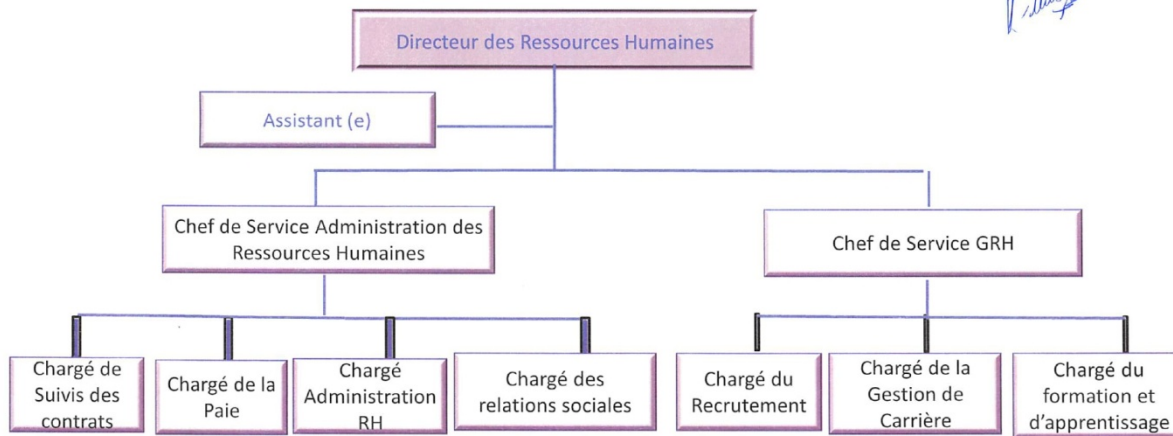 Directeur des Ressources Humaines
Assistant (e)
Chef de Service Administration des
Ressources Humaines
Chef de Service GRH
Chargé de
Suivis des
contrats
Chargé de la
Paie
Chargé
Administration
RH
Chargé des
relations sociales
Chargé du
Recrutement
Chargé de la
Gestion de
Carrière
Chargé du
formation et
d'apprentissage